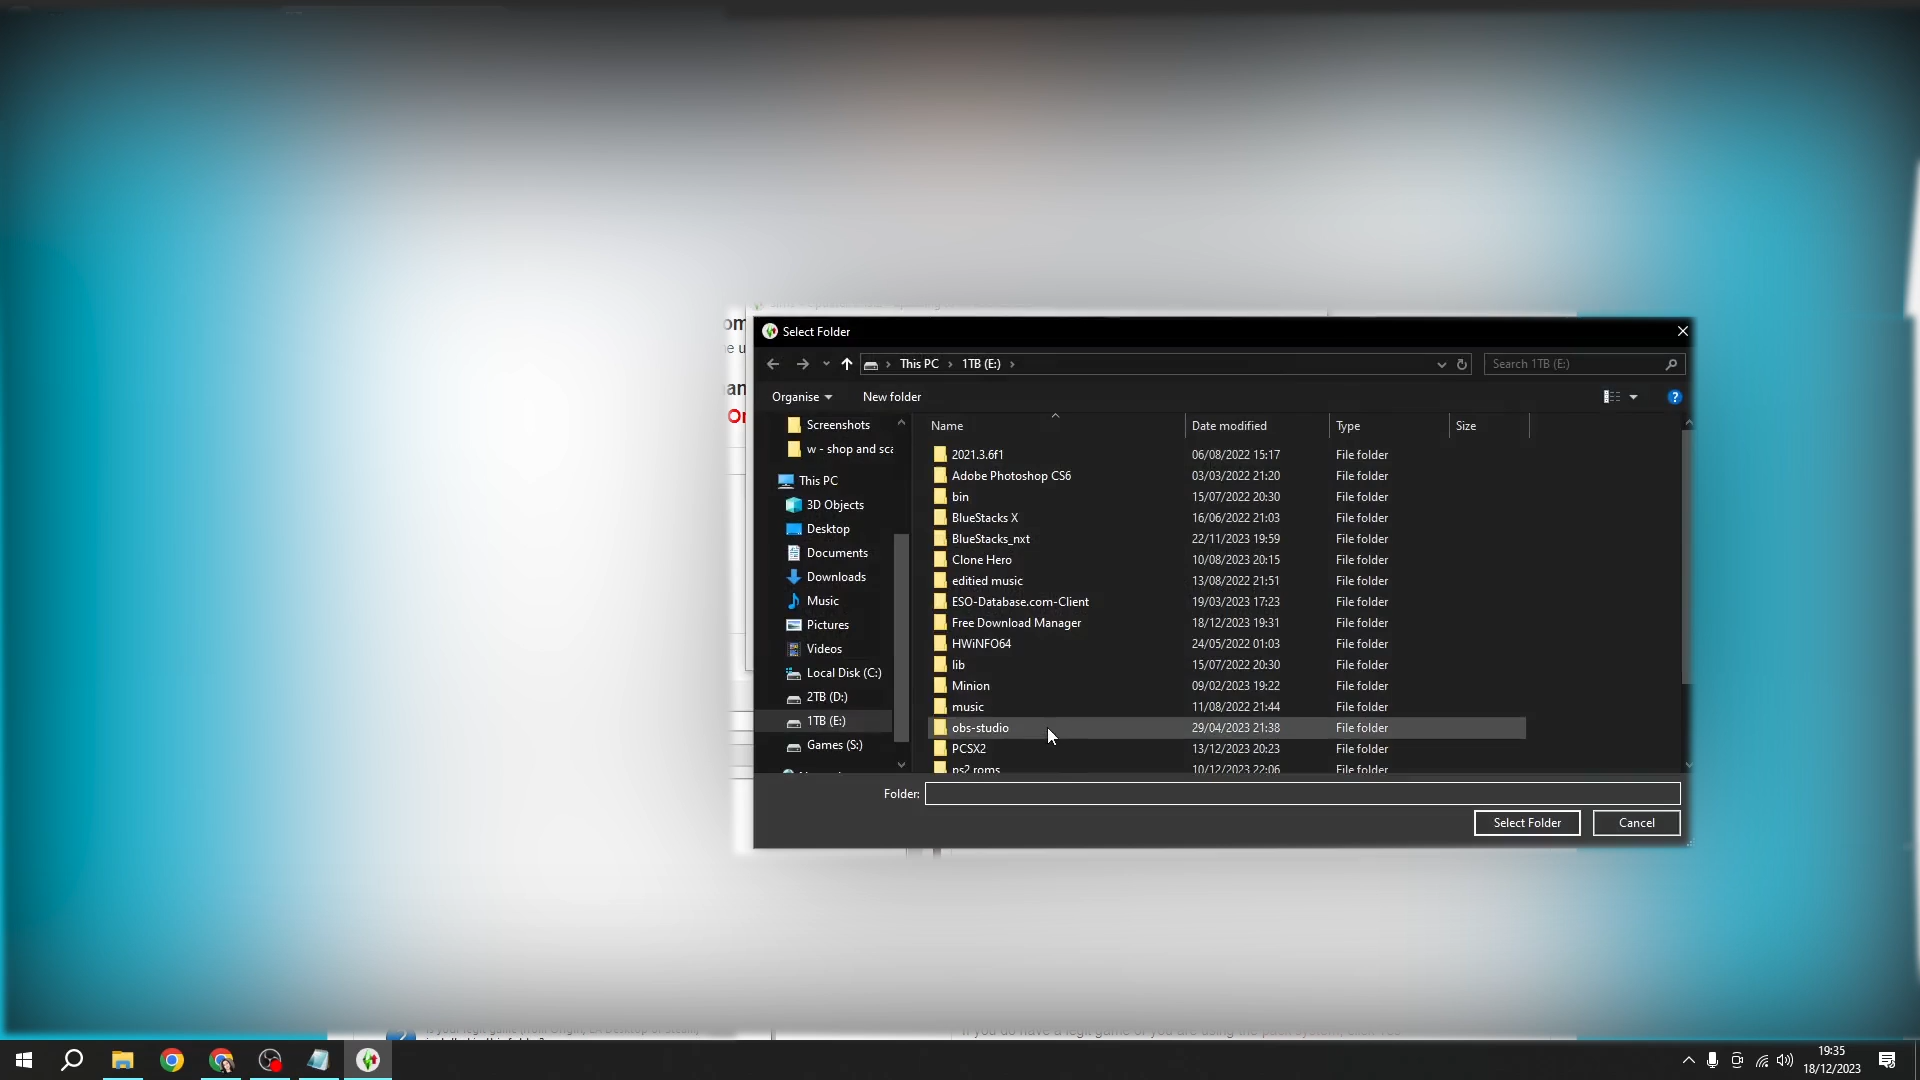 Select Folder
This PC
1TB (E:)
Search 1TB (E:)
Organise
New folder
Screenshots
w - shop and sca
This PC
3D Objects
Desktop
Documents
Downloads
Music
Pictures
Videos
Local Disk (C:)
2TB (D:)
1TB (E:)
Games (S:)
Name Date modified Type Size
2021.3.6f1 06/08/2022 15:17 File folder
Adobe Photoshop CS6 03/03/2022 21:20 File folder
bin 15/07/2022 20:30 File folder
BlueStacks X 16/06/2022 21:03 File folder
BlueStacks_nxt 22/11/2023 19:59 File folder
Clone Hero 10/08/2023 20:15 File folder
editied music 13/08/2022 21:51 File folder
ESO-Database.com-Client 19/03/2023 17:23 File folder
Free Download Manager 18/12/2023 19:31 File folder
HWiNFO64 24/05/2022 01:03 File folder
lib 15/07/2022 20:30 File folder
Minion 09/02/2023 19:22 File folder
music 11/08/2022 21:44 File folder
obs-studio 29/04/2023 21:38 File folder
PCSX2 13/12/2023 20:23 File folder
ps2 roms 10/12/2023 22:06 File folder
Folder:
Select Folder
Cancel
19:35
18/12/2023